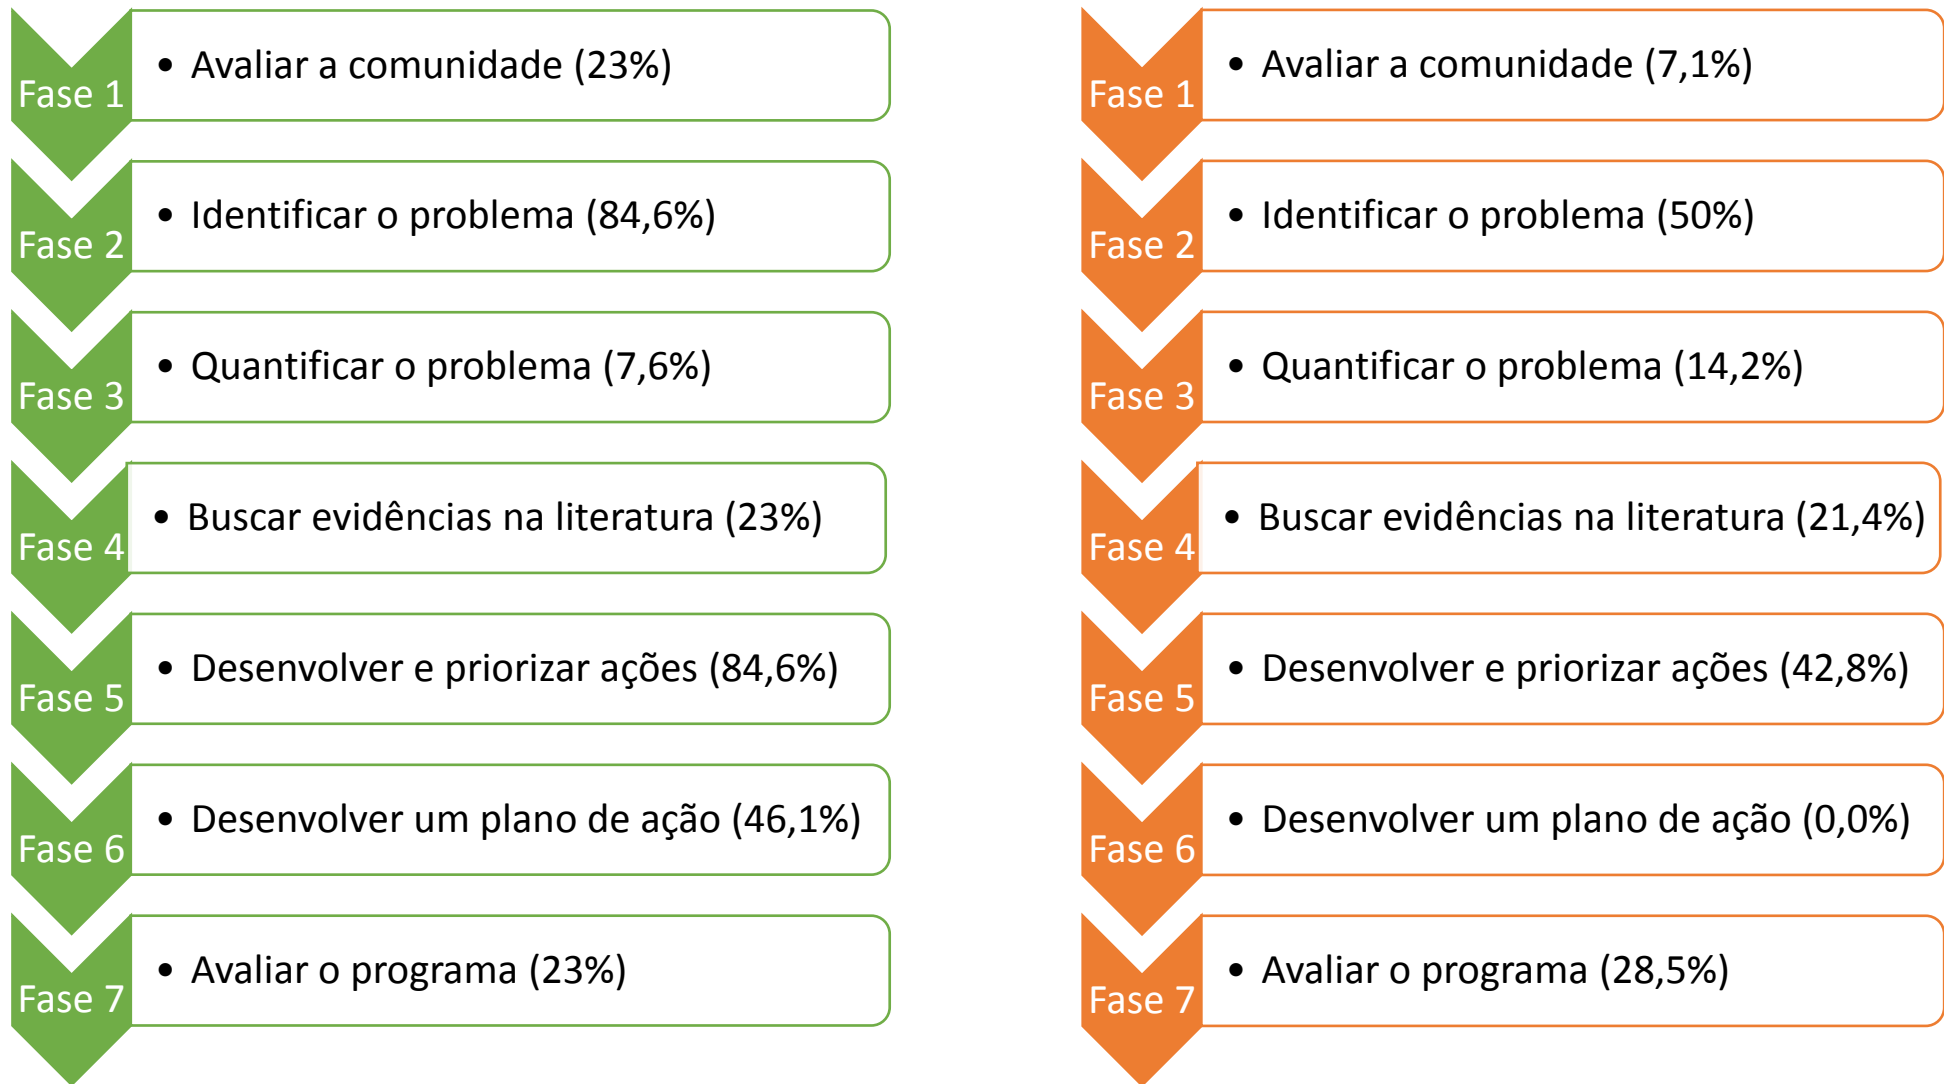 Fase 1
• Avaliar a comunidade (23%)
Fase 2
• Identificar o problema (84,6%)
Fase 3
• Quantificar o problema (7,6%)
Fase 4
• Buscar evidências na literatura (23%)
Fase 5
• Desenvolver e priorizar ações (84,6%)
Fase 6
• Desenvolver um plano de ação (46,1%)
Fase 7
• Avaliar o programa (23%)
Fase 1
• Avaliar a comunidade (7,1%)
Fase 2
• Identificar o problema (50%)
Fase 3
• Quantificar o problema (14,2%)
Fase 4
• Buscar evidências na literatura (21,4%)
Fase 5
• Desenvolver e priorizar ações (42,8%)
Fase 6
• Desenvolver um plano de ação (0,0%)
Fase 7
• Avaliar o programa (28,5%)